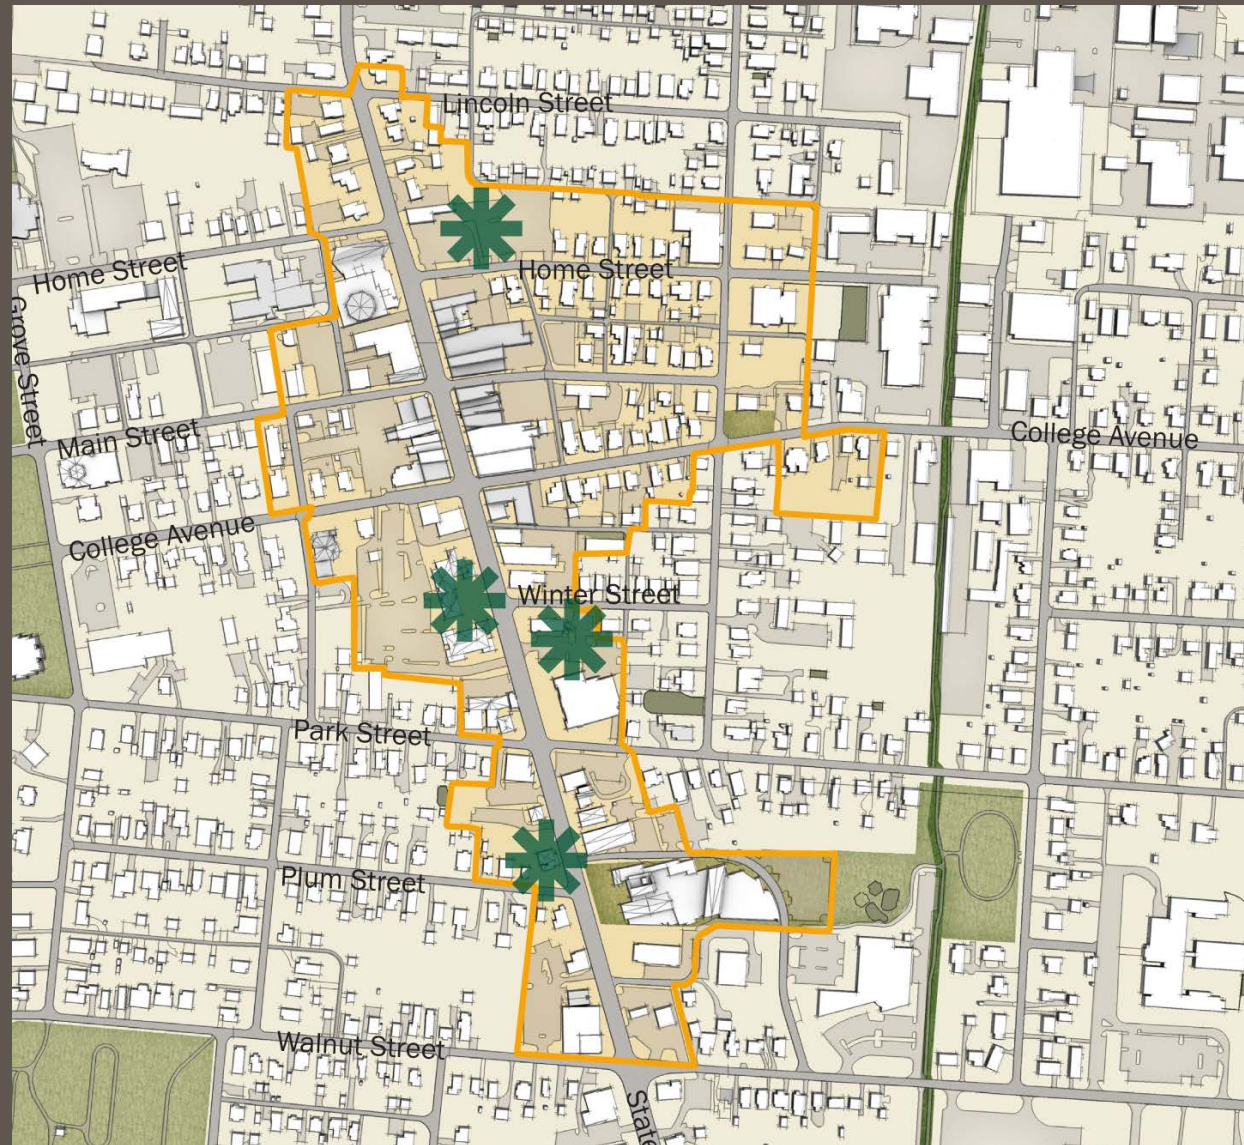 Lincoln Street
Home Street
Home Street
Grove Street
Main Street
College Avenue
College Avenue
Winter Street
Park Street
Plum Street
Walnut Street
State